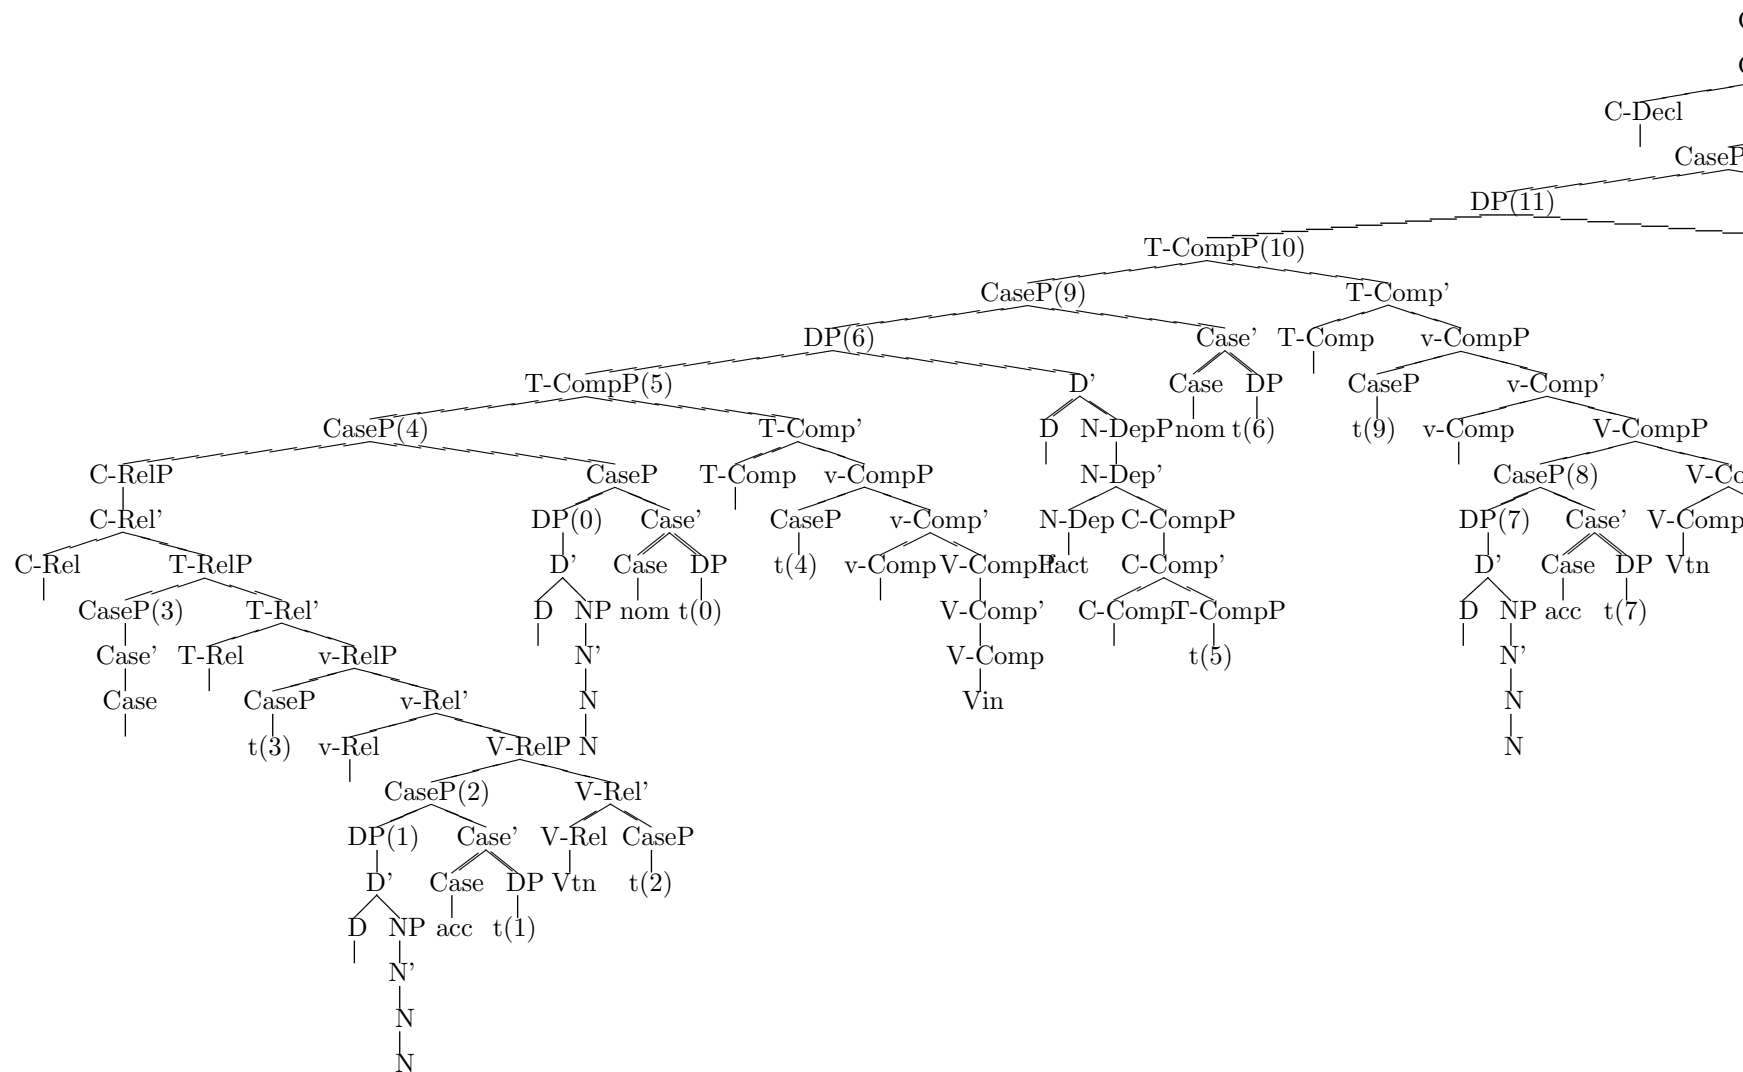 C-Decl
CaseP
DP(11)
T-CompP(10)
CaseP(9) T-Comp'
DP(6) Case' T-Comp v-CompP
T-CompP(5) D' Case DP CaseP v-Comp'
CaseP(4) T-Comp' D N-DepP nom t(6) t(9) v-Comp V-CompP
C-RelP CaseP T-Comp v-CompP N-Dep' CaseP(8) V-Co
C-Rel' DP(0) Case' CaseP v-Comp' N-Dep C-CompP DP(7) Case' V-Comp
C-Rel T-RelP D' Case DP t(4) v-Comp V-CompP fact C-Comp' D' Case DP Vtn
CaseP(3) T-Rel' D NP nom t(0) V-Comp' C-Comp T-CompP D NP acc t(7)
Case' T-Rel v-RelP N' V-Comp t(5) N'
Case CaseP v-Rel' N Vin N
t(3) v-Rel V-RelP N N
CaseP(2) V-Rel'
DP(1) Case' V-Rel CaseP
D' Case DP Vtn t(2)
D NP acc t(1)
N'
N
N